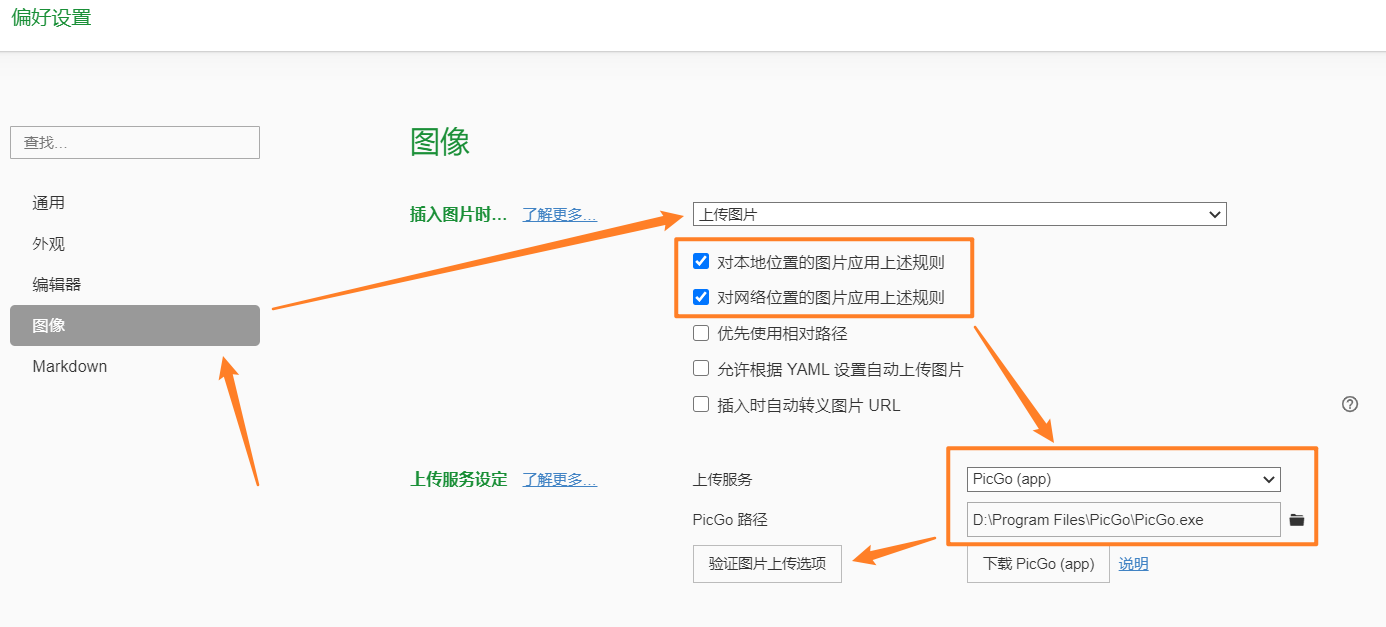 偏好设置
查找...
通用
外观
编辑器
图像
Markdown
图像
插入图片时... 了解更多... 上传图片
对本地位置的图片应用上述规则
对网络位置的图片应用上述规则
优先使用相对路径
允许根据 YAML 设置自动上传图片
插入时自动转义图片 URL
上传服务设定 了解更多... 上传服务 PicGo (app)
PicGo 路径 D:\Program Files\PicGo\PicGo.exe
验证图片上传选项 下载 PicGo (app) 说明